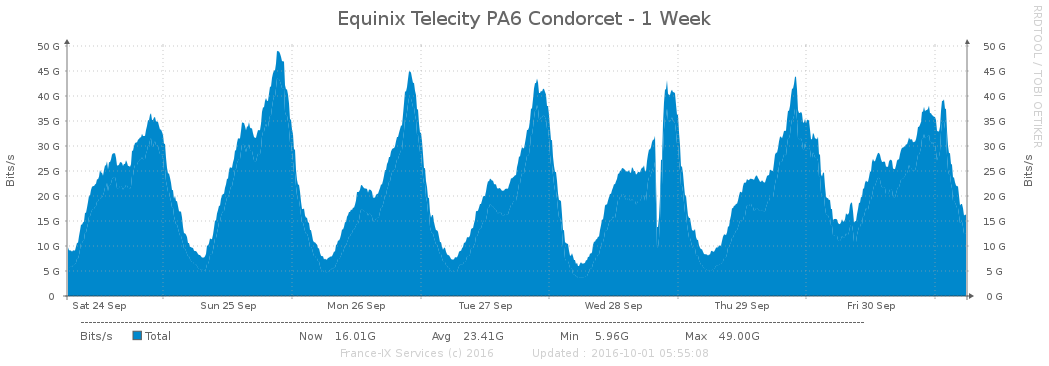 Equinix Telecity PA6 Condorcet - 1 Week
RRDTOOL / TOBI OETIKER
Bits/s
50 G 50 G
45 G 45 G
40 G 40 G
35 G 35 G
30 G 30 G
25 G 25 G
20 G 20 G
15 G 15 G
10 G 10 G
5 G 5 G
0 0 G
Bits/s
Sat 24 Sep Sun 25 Sep Mon 26 Sep Tue 27 Sep Wed 28 Sep Thu 29 Sep Fri 30 Sep
Bits/s Total Now 16.01G Avg 23.41G Min 5.96G Max 49.00G
France-IX Services (c) 2016 Updated : 2016-10-01 05:55:08